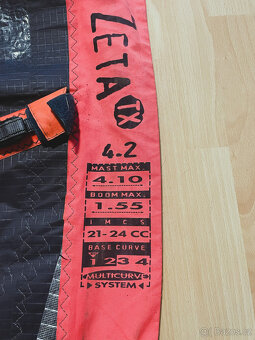 ZETA
TX
4.2
MAST MAX.
4.10
BOOM MAX.
1.55
I M C S
21-24 CC
BASE CURVE
1 2 3 4
MULTICURVE
SYSTEM